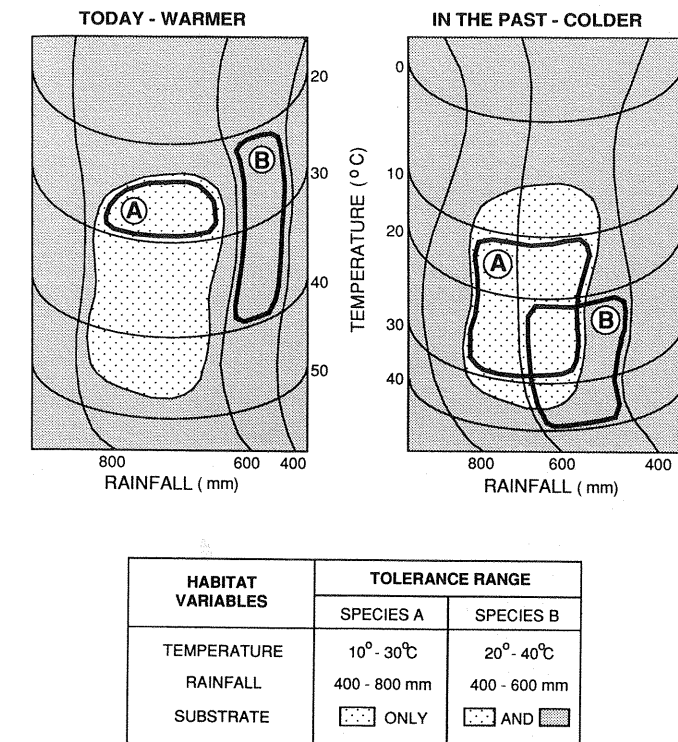 TODAY - WARMER
IN THE PAST - COLDER
20
30
40
50
A
B
TEMPERATURE (°C)
0
10
20
30
40
A
B
800 600 400
RAINFALL ( mm)
800 600 400
RAINFALL ( mm)
HABITAT VARIABLES
TOLERANCE RANGE
SPECIES A SPECIES B
TEMPERATURE 10° - 30°C 20° - 40°C
RAINFALL 400 - 800 mm 400 - 600 mm
SUBSTRATE ONLY AND